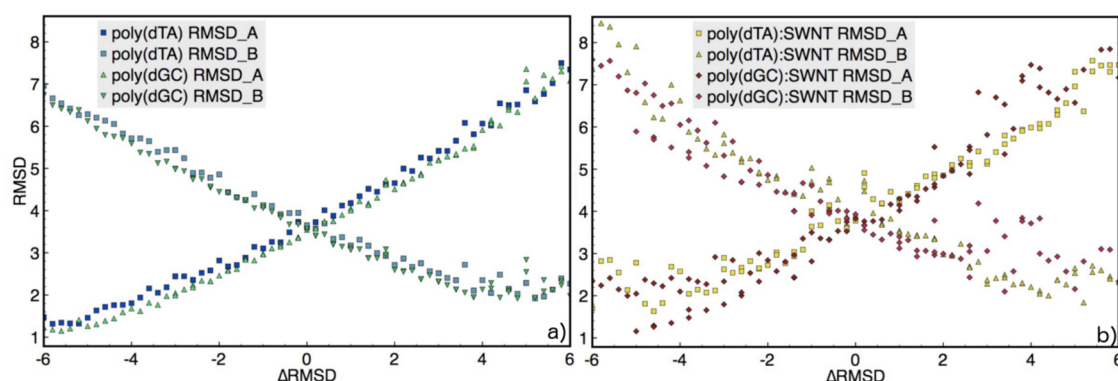 8
7
6
5
4
3
2
1
RMSD
poly(dTA) RMSD_A
poly(dTA) RMSD_B
poly(dGC) RMSD_A
poly(dGC) RMSD_B
a)
-6 -4 -2 0 2 4 6
ΔRMSD
8
7
6
5
4
3
2
1
poly(dTA):SWNT RMSD_A
poly(dTA):SWNT RMSD_B
poly(dGC):SWNT RMSD_A
poly(dGC):SWNT RMSD_B
b)
-6 -4 -2 0 2 4 6
ΔRMSD